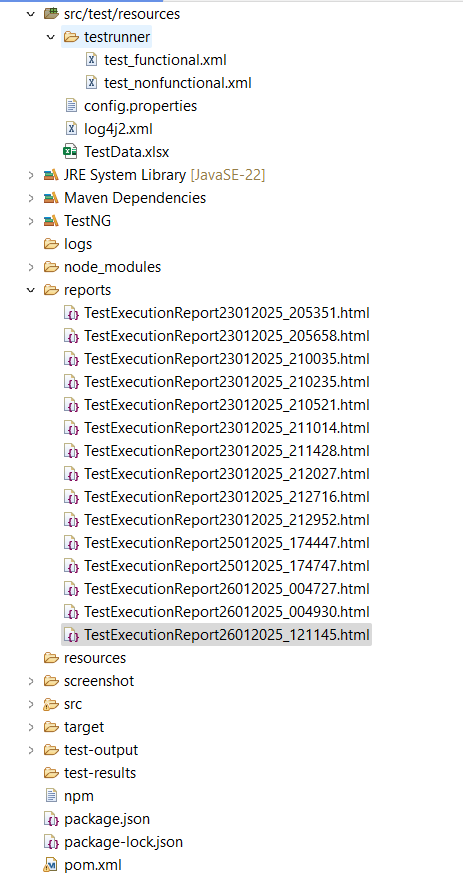 src/test/resources
testrunner
test_functional.xml
test_nonfunctional.xml
config.properties
log4j2.xml
TestData.xlsx
JRE System Library [JavaSE-22]
Maven Dependencies
TestNG
logs
node_modules
reports
TestExecutionReport23012025_205351.html
TestExecutionReport23012025_205658.html
TestExecutionReport23012025_210035.html
TestExecutionReport23012025_210235.html
TestExecutionReport23012025_210521.html
TestExecutionReport23012025_211014.html
TestExecutionReport23012025_211428.html
TestExecutionReport23012025_212027.html
TestExecutionReport23012025_212716.html
TestExecutionReport23012025_212952.html
TestExecutionReport25012025_174447.html
TestExecutionReport25012025_174747.html
TestExecutionReport26012025_004727.html
TestExecutionReport26012025_004930.html
TestExecutionReport26012025_121145.html
resources
screenshot
src
target
test-output
test-results
npm
package.json
package-lock.json
pom.xml